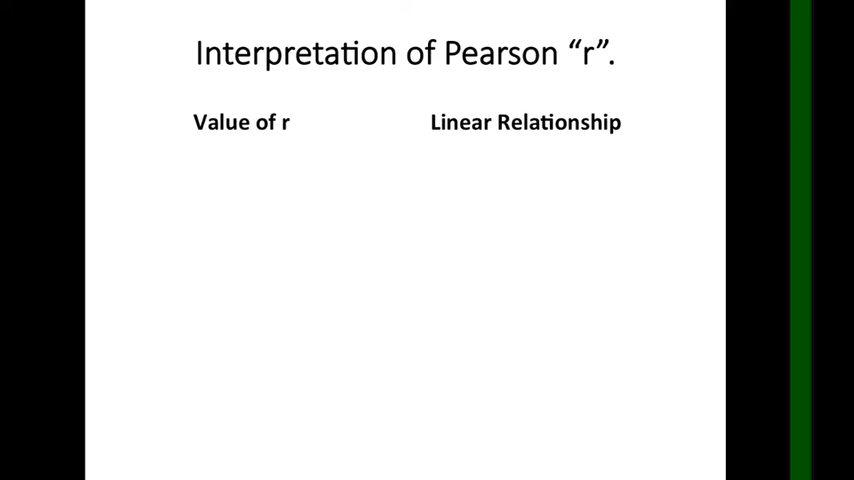 Interpretation of Pearson “r”.
Value of r Linear Relationship